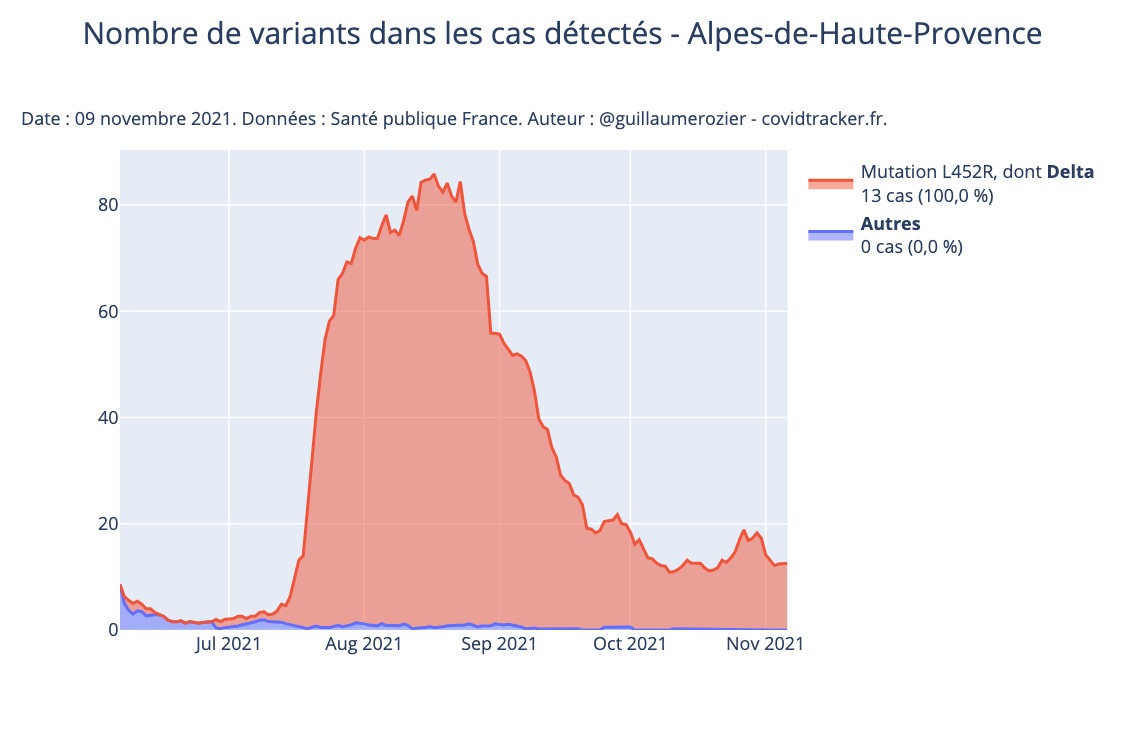 Nombre de variants dans les cas détectés - Alpes-de-Haute-Provence
Date : 09 novembre 2021. Données : Santé publique France. Auteur : @guillaumerozier - covidtracker.fr.
Mutation L452R, dont Delta
13 cas (100,0 %)
Autres
0 cas (0,0 %)
80
60
40
20
0
Jul 2021
Aug 2021
Sep 2021
Oct 2021
Nov 2021